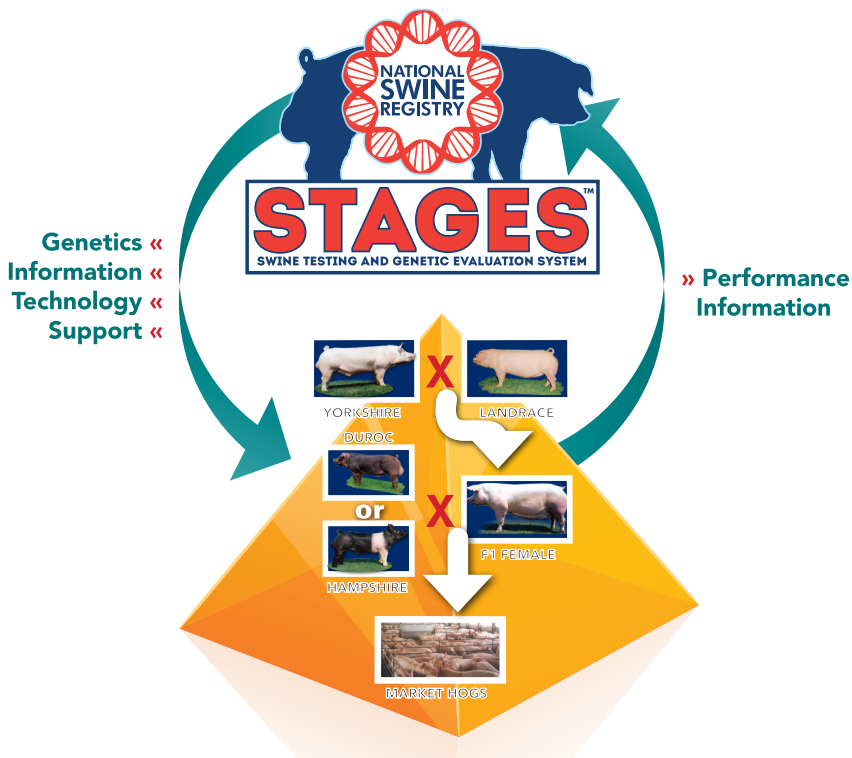 NATIONAL
SWINE
REGISTRY
STAGES™
SWINE TESTING AND GENETIC EVALUATION SYSTEM
Genetics «
Information «
Technology «
Support «
» Performance
Information
X
YORKSHIRE
LANDRACE
DUROC
or
X
HAMPSHIRE
F1 FEMALE
MARKET HOGS